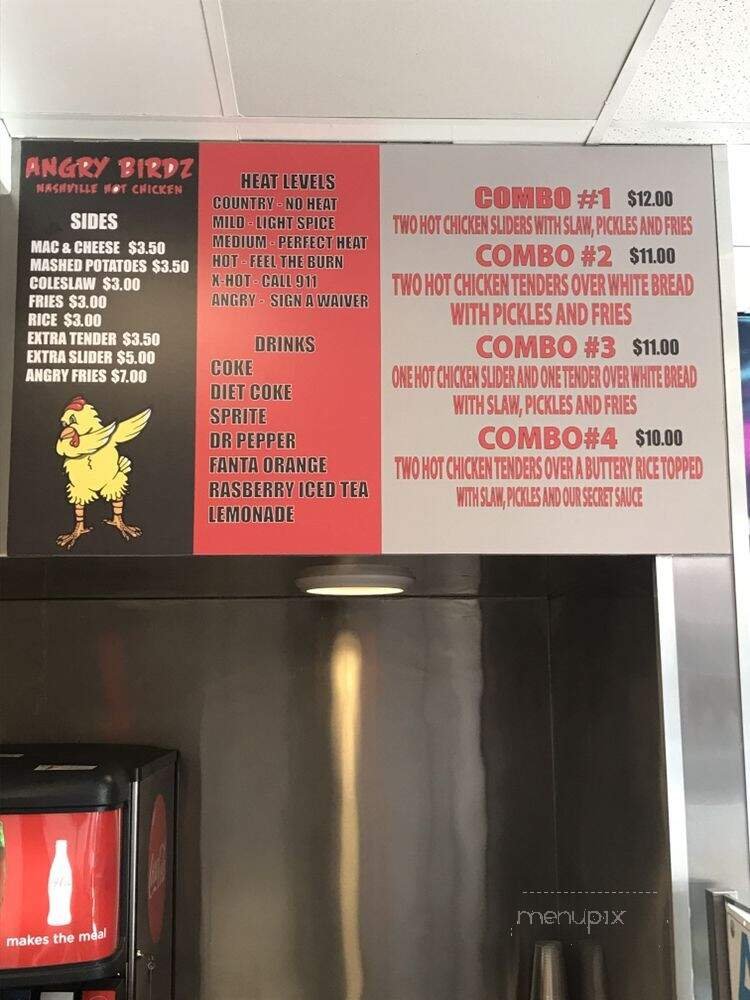 ANGRY BIRDZ
NASHVILLE HOT CHICKEN
SIDES
MAC & CHEESE $3.50
MASHED POTATOES $3.50
COLESLAW $3.00
FRIES $3.00
RICE $3.00
EXTRA TENDER $3.50
EXTRA SLIDER $5.00
ANGRY FRIES $7.00
HEAT LEVELS
COUNTRY - NO HEAT
MILD - LIGHT SPICE
MEDIUM - PERFECT HEAT
HOT - FEEL THE BURN
X-HOT - CALL 911
ANGRY - SIGN A WAIVER
DRINKS
COKE
DIET COKE
SPRITE
DR PEPPER
FANTA ORANGE
RASBERRY ICED TEA
LEMONADE
COMBO #1 $12.00
TWO HOT CHICKEN SLIDERS WITH SLAW, PICKLES AND FRIES
COMBO #2 $11.00
TWO HOT CHICKEN TENDERS OVER WHITE BREAD
WITH PICKLES AND FRIES
COMBO #3 $11.00
ONE HOT CHICKEN SLIDER AND ONE TENDER OVER WHITE BREAD
WITH SLAW, PICKLES AND FRIES
COMBO#4 $10.00
TWO HOT CHICKEN TENDERS OVER A BUTTERY RICE TOPPED
WITH SLAW, PICKLES AND OUR SECRET SAUCE
makes the meal
menupix